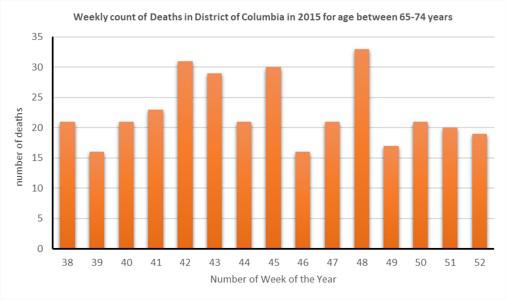 Weekly count of Deaths in District of Columbia in 2015 for age between 65-74 years
number of deaths
35
30
25
20
15
10
5
0
38 39 40 41 42 43 44 45 46 47 48 49 50 51 52
Number of Week of the Year